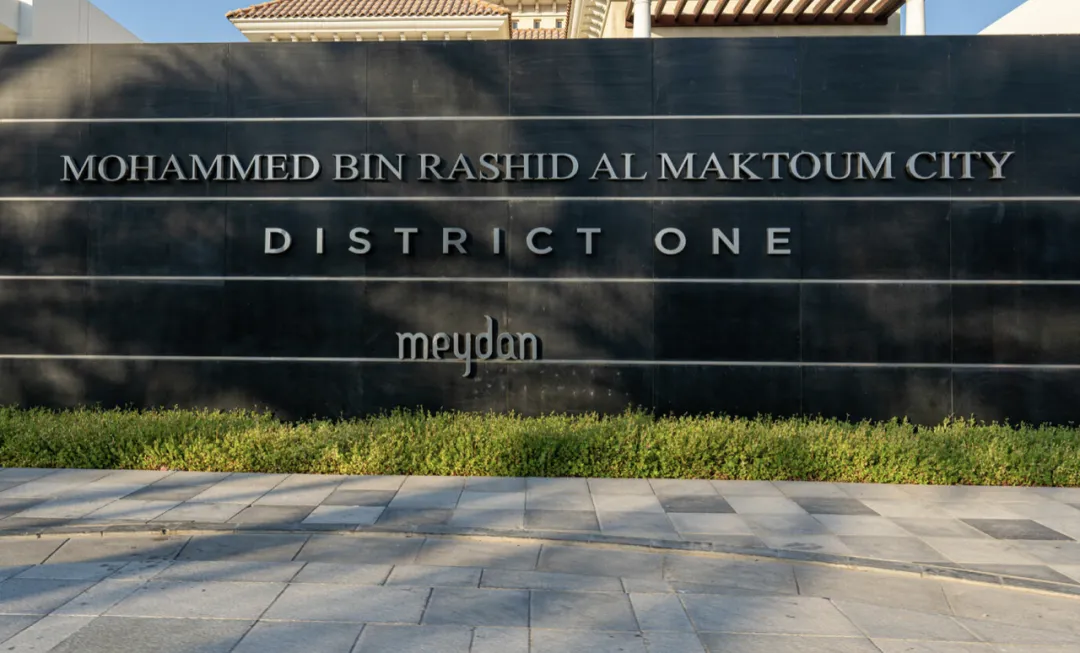 MOHAMMED BIN RASHID AL MAKTOUM CITY
DISTRICT ONE
meydan